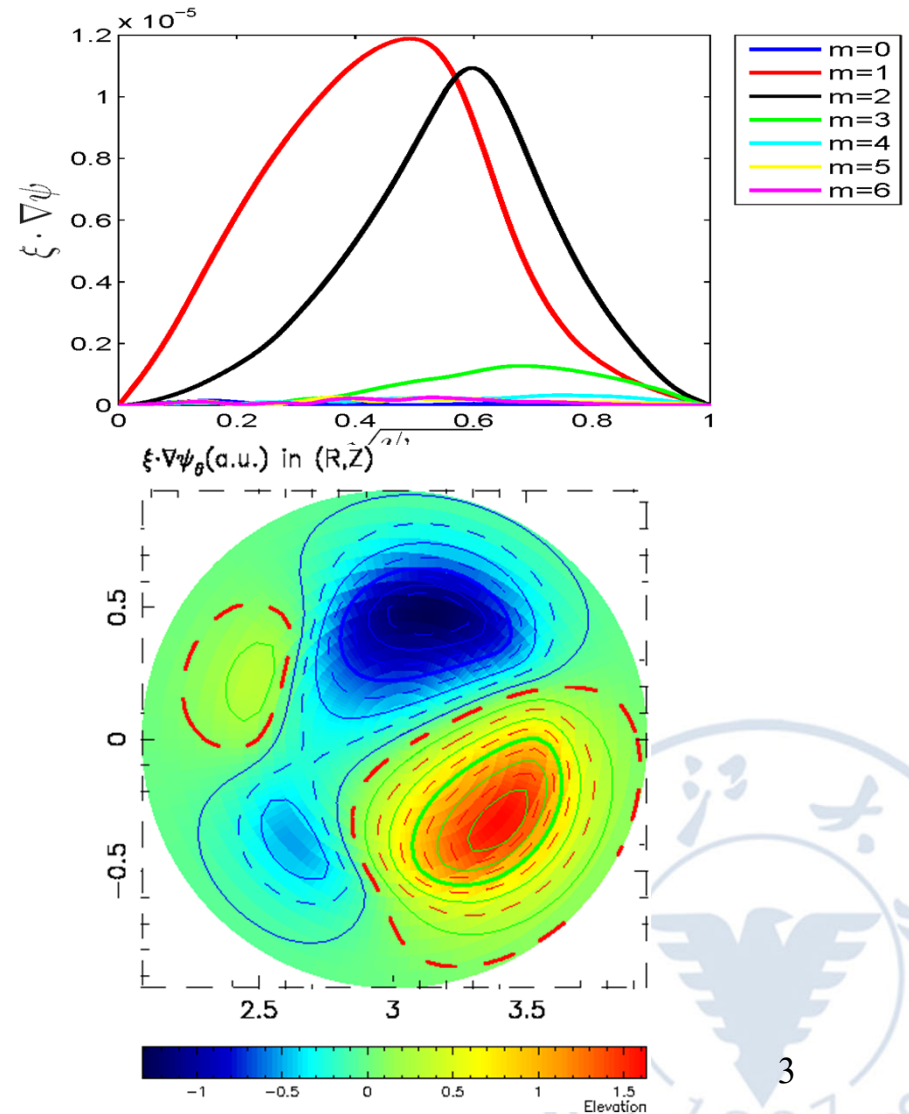 × 10⁻⁵
1.2
1
0.8
0.6
0.4
0.2
0
ξ · ∇ψ
0 0.2 0.4 0.6 0.8 1
m=0
m=1
m=2
m=3
m=4
m=5
m=6
ξ·∇ψ_θ(a.u.) in (R,Z)
0.5
0
−0.5
2.5 3 3.5
−1 −0.5 0 0.5 1 1.5
Elevation
3